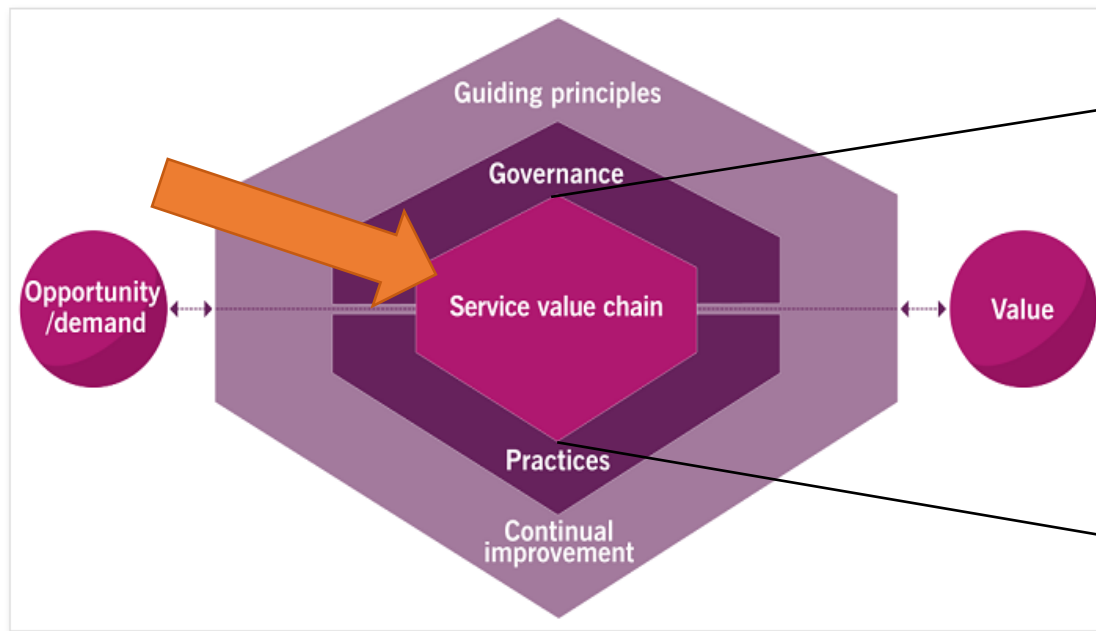 Guiding principles
Governance
Opportunity
/demand
Service value chain
Value
Practices
Continual
improvement